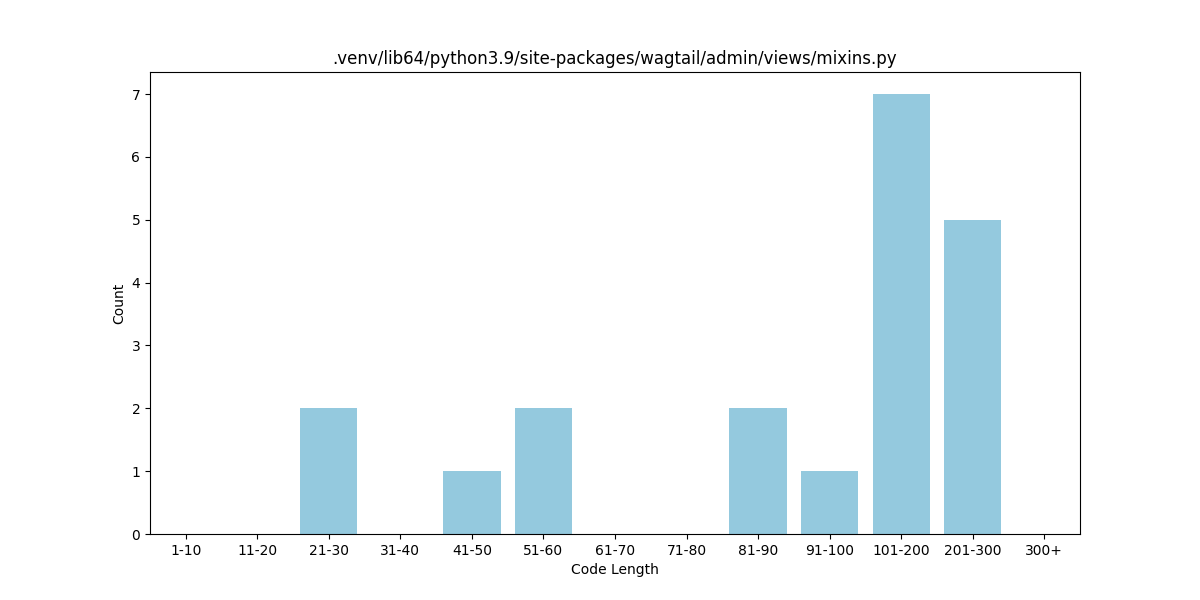 .venv/lib64/python3.9/site-packages/wagtail/admin/views/mixins.py
7
6
5
4
3
2
1
0
Count
1-10 11-20 21-30 31-40 41-50 51-60 61-70 71-80 81-90 91-100 101-200 201-300 300+
Code Length